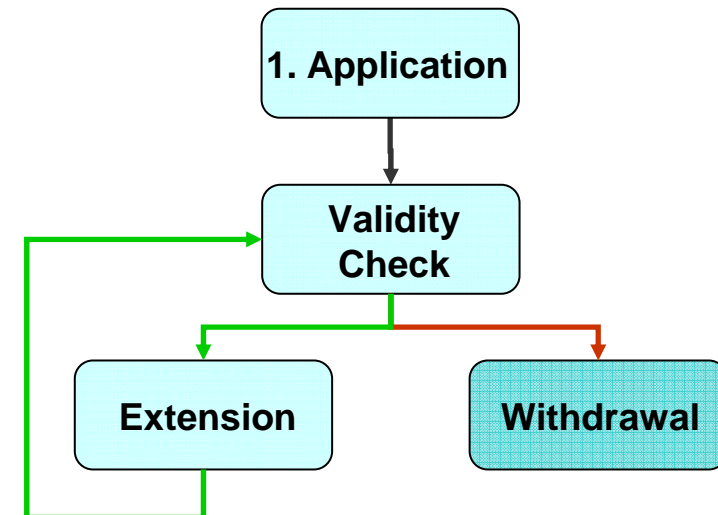 1. Application
Validity
Check
Extension
Withdrawal